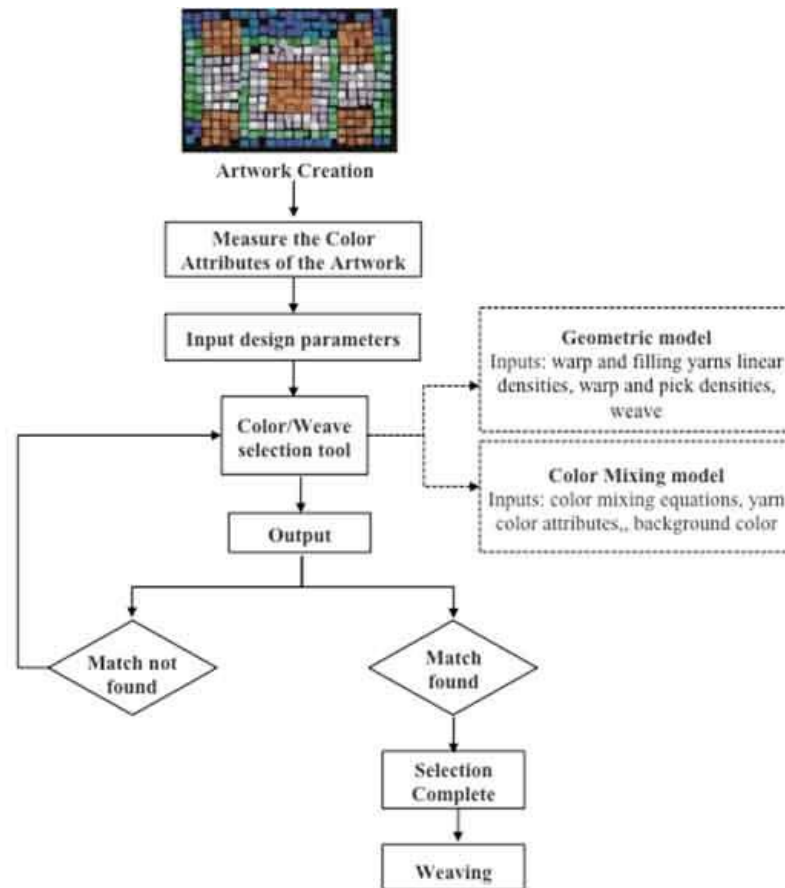 Artwork Creation
Measure the Color
Attributes of the Artwork
Input design parameters
Geometric model
Inputs: warp and filling yarns linear
densities, warp and pick densities,
weave
Color/Weave
selection tool
Color Mixing model
Inputs: color mixing equations, yarn
color attributes,, background color
Output
Match not
found
Match
found
Selection
Complete
Weaving